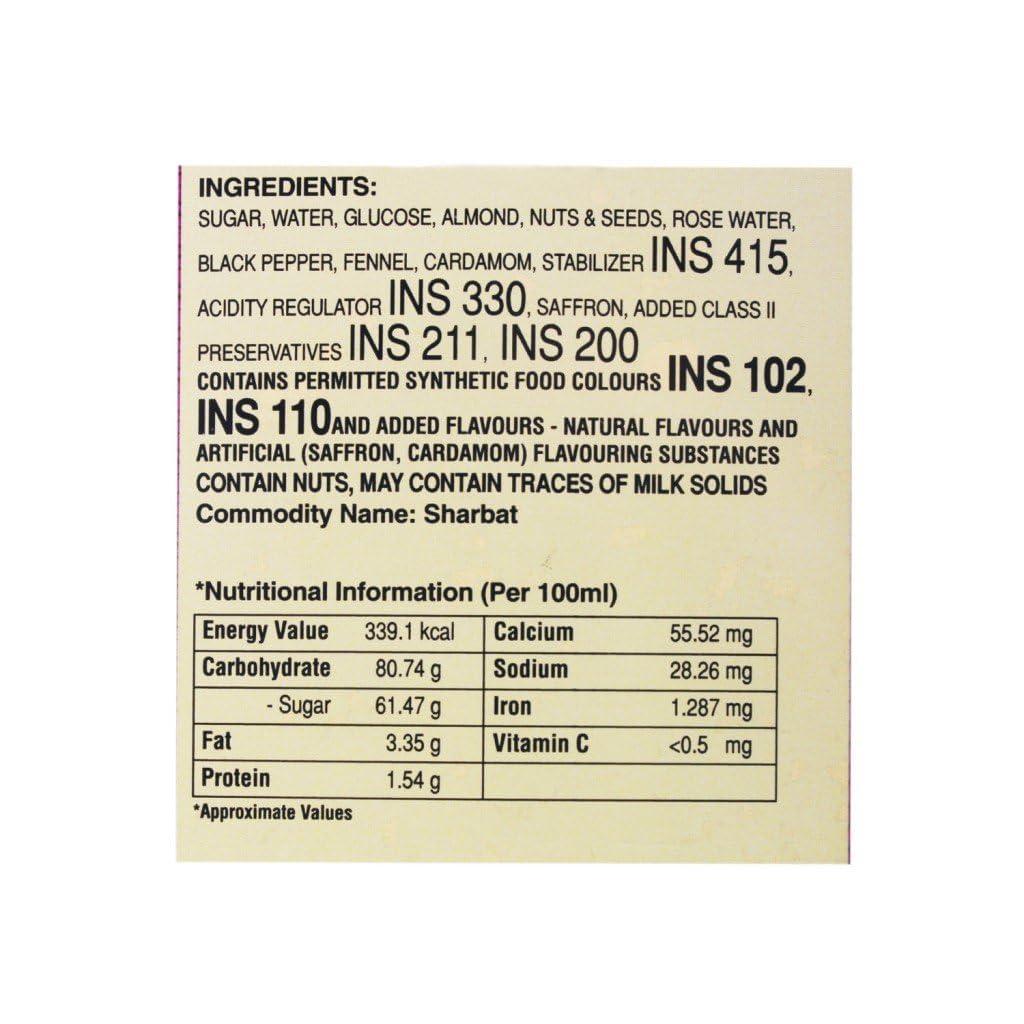 INGREDIENTS:
SUGAR, WATER, GLUCOSE, ALMOND, NUTS & SEEDS, ROSE WATER,
BLACK PEPPER, FENNEL, CARDAMOM, STABILIZER INS 415,
ACIDITY REGULATOR INS 330, SAFFRON, ADDED CLASS II
PRESERVATIVES INS 211, INS 200
CONTAINS PERMITTED SYNTHETIC FOOD COLOURS INS 102,
INS 110 AND ADDED FLAVOURS - NATURAL FLAVOURS AND
ARTIFICIAL (SAFFRON, CARDAMOM) FLAVOURING SUBSTANCES
CONTAIN NUTS, MAY CONTAIN TRACES OF MILK SOLIDS
Commodity Name: Sharbat
*Nutritional Information (Per 100ml)
Energy Value 339.1 kcal Calcium 55.52 mg
Carbohydrate 80.74 g Sodium 28.26 mg
- Sugar 61.47 g Iron 1.287 mg
Fat 3.35 g Vitamin C <0.5 mg
Protein 1.54 g
*Approximate Values